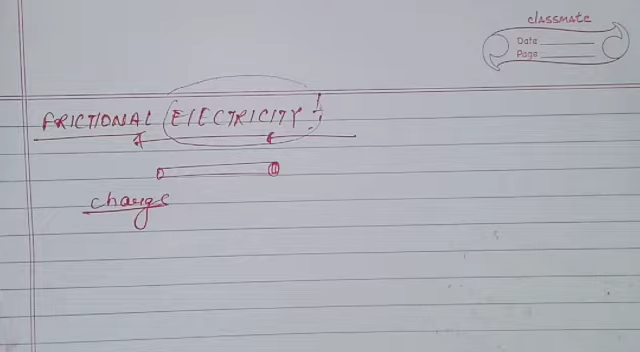 classmate
Date
Page
FRICTIONAL ELECTRICITY :-
charge